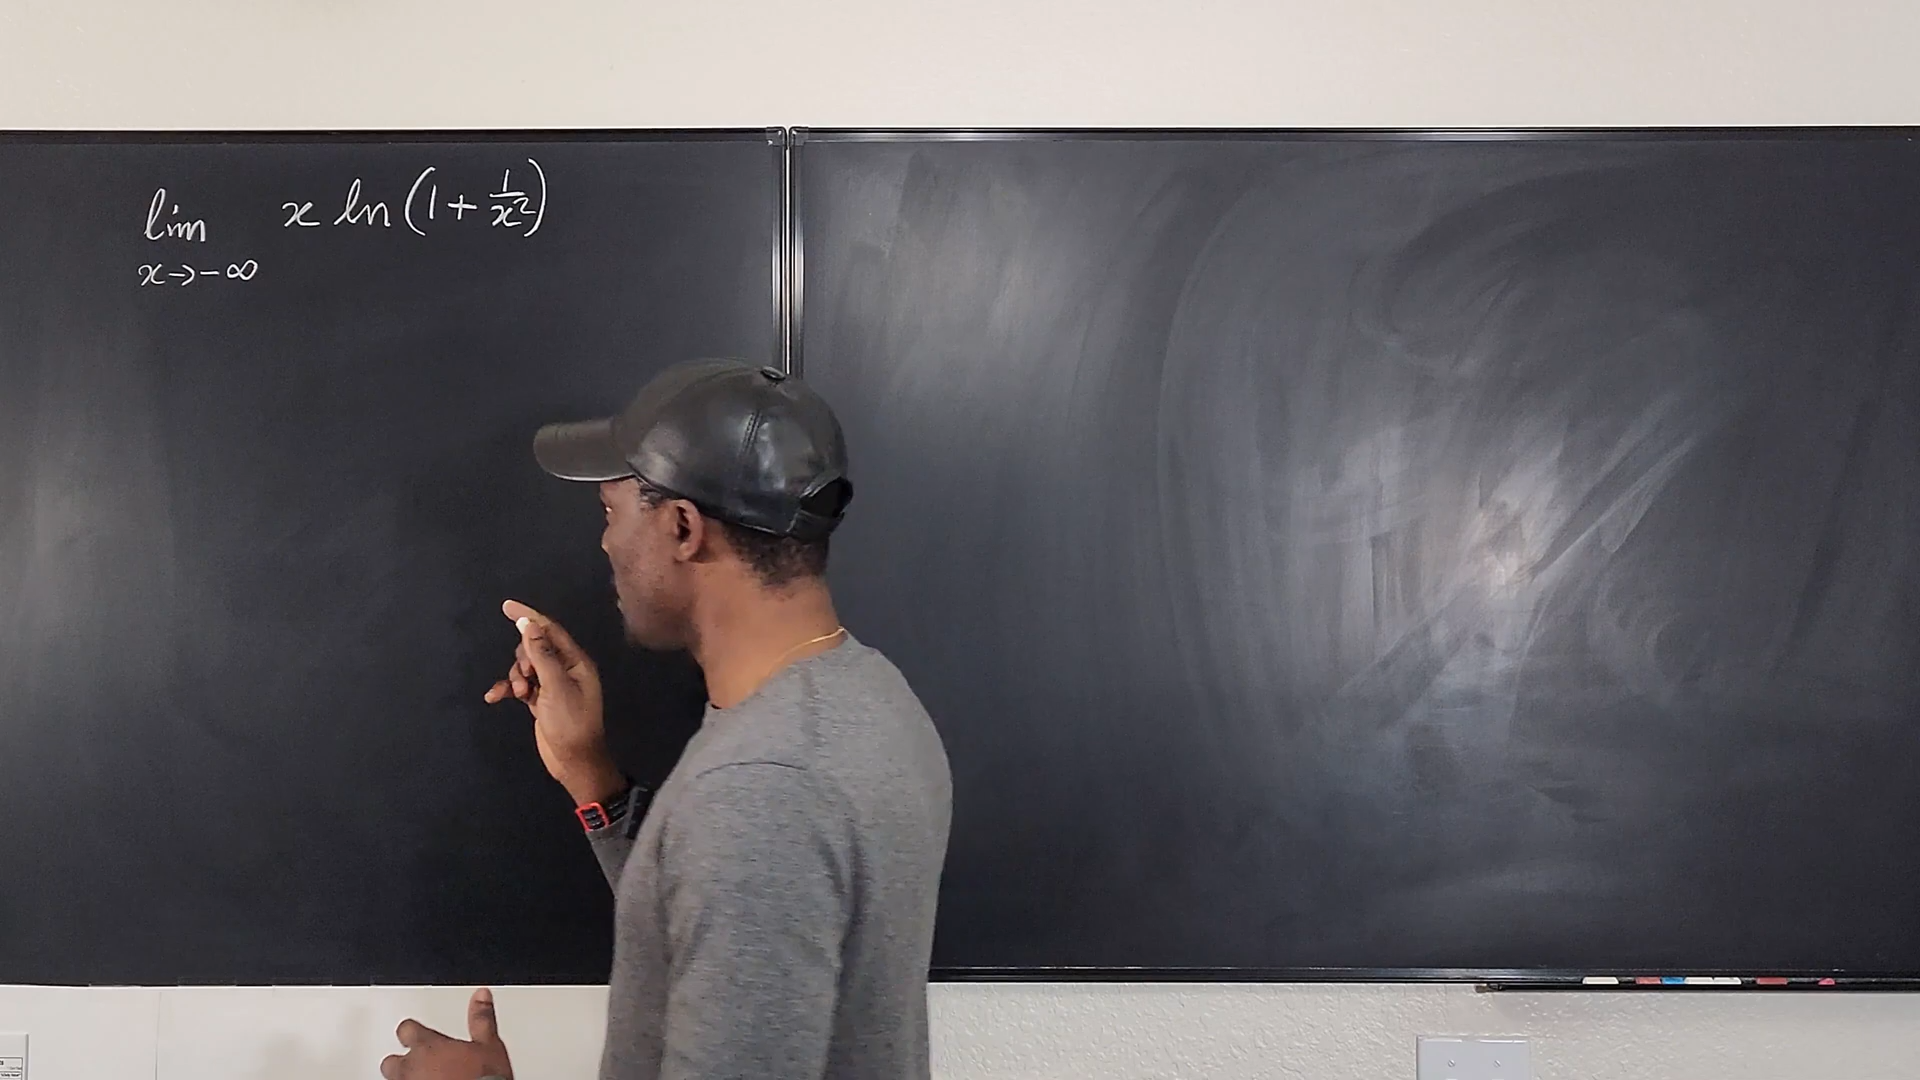 lim x ln(1 + 1/x²)
x→-∞